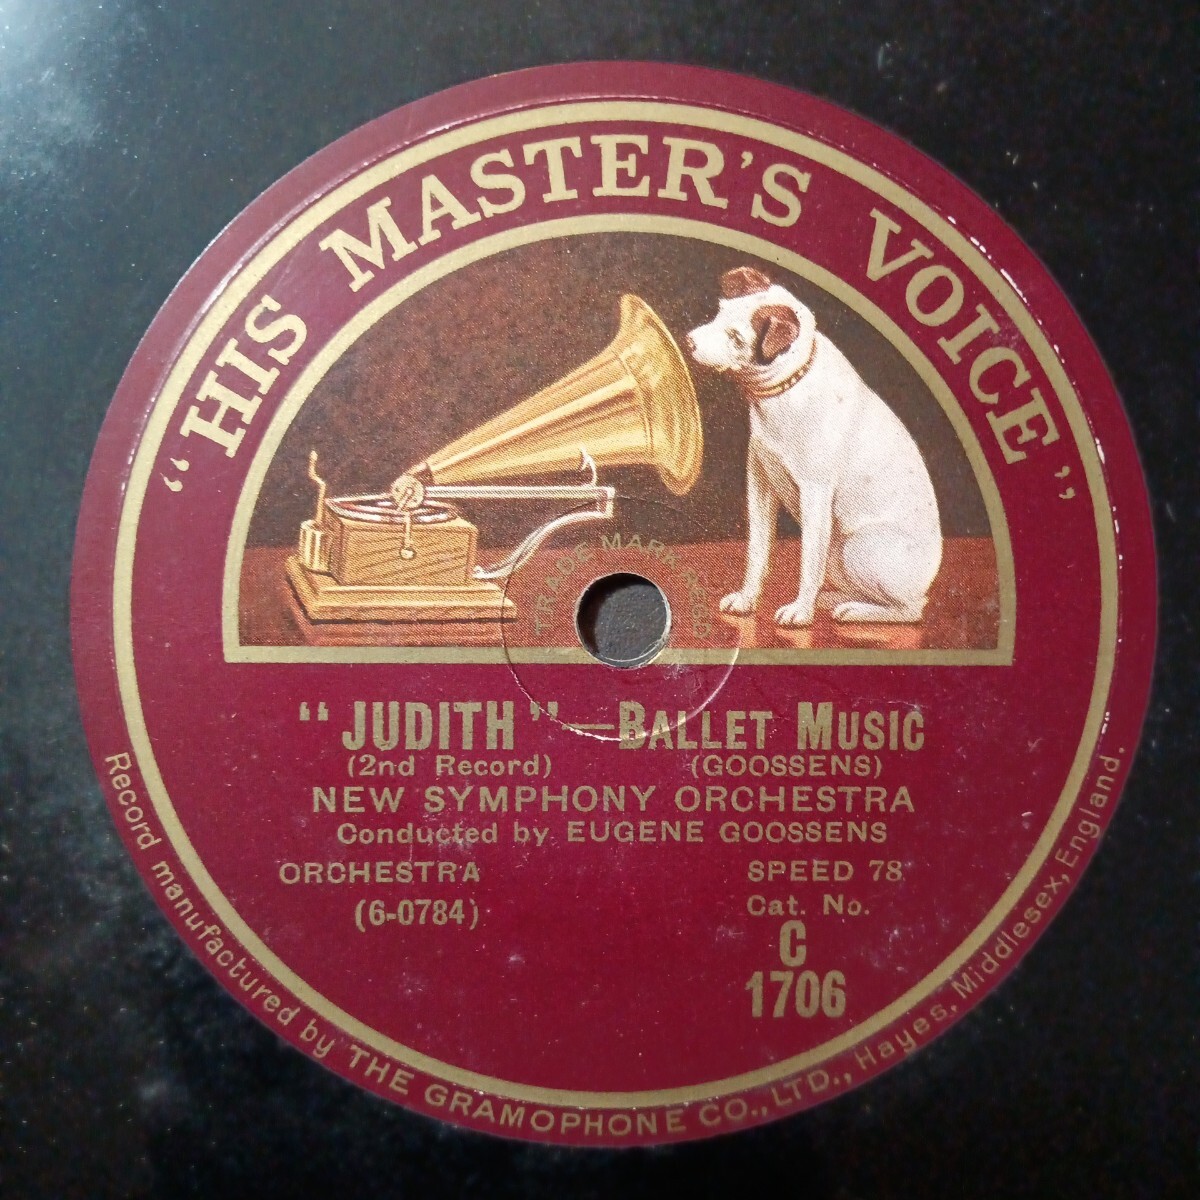 “HIS MASTER'S VOICE”
TRADE MARK REGD
“JUDITH”—BALLET MUSIC
(2nd Record) (GOOSSENS)
NEW SYMPHONY ORCHESTRA
Conducted by EUGENE GOOSSENS
ORCHESTRA SPEED 78
(6-0784) Cat. No.
C
1706
Record manufactured by THE GRAMOPHONE CO., LTD., Hayes, Middlesex, England.